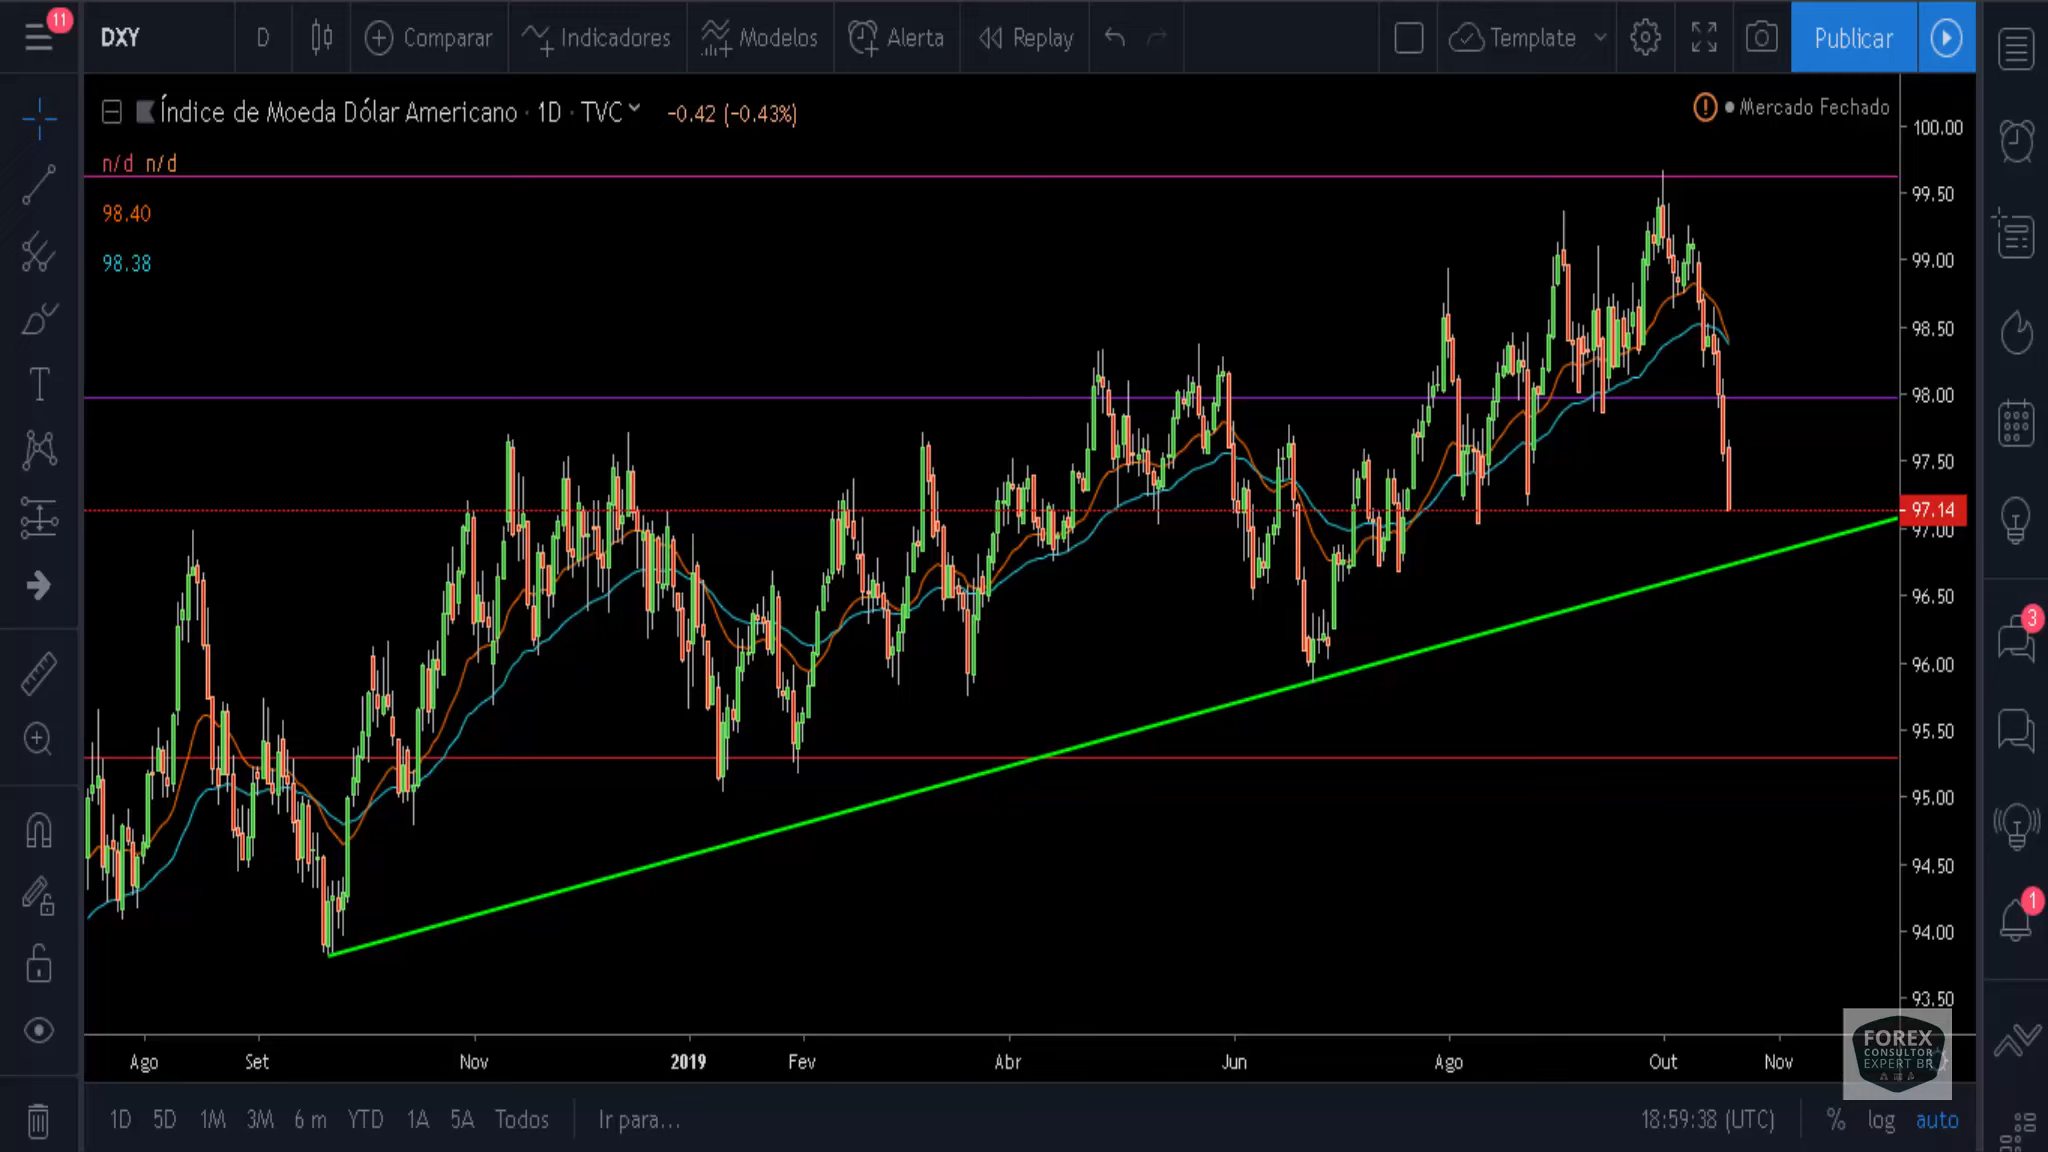 11
DXY
D
Comparar
Indicadores
Modelos
Alerta
Replay
Template
Publicar
Índice de Moeda Dólar Americano · 1D · TVC
-0.42 (-0.43%)
Mercado Fechado
n/d n/d
98.40
98.38
100.00
99.50
99.00
98.50
98.00
97.50
97.14
97.00
96.50
96.00
95.50
95.00
94.50
94.00
93.50
3
1
Ago
Set
Nov
2019
Fev
Abr
Jun
Ago
Out
Nov
FOREX
CONSULTOR
EXPERT BR
1D 5D 1M 3M 6 m YTD 1A 5A Todos
Ir para...
18:59:38 (UTC)
% log auto